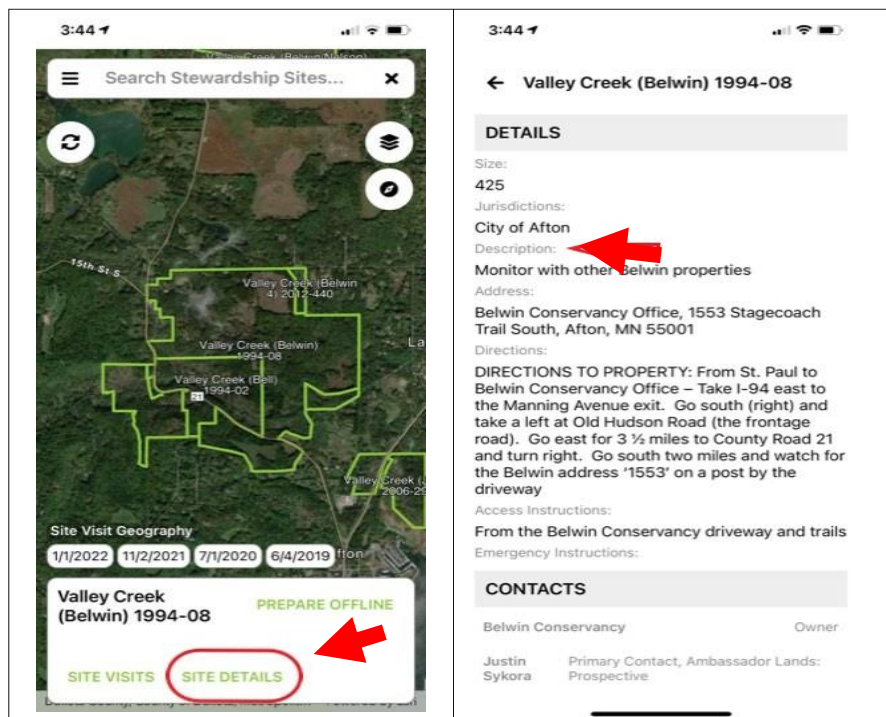 3:44
Search Stewardship Sites...
15th St S
Valley Creek (Belwin
4) 2012-440
Valley Creek (Belwin)
1994-08
La
Valley Creek (Bell)
1994-02
21
Valley Creek (
2006-
Site Visit Geography
1/1/2022 11/2/2021 7/1/2020 6/4/2019 fton
Valley Creek
(Belwin) 1994-08
PREPARE OFFLINE
SITE VISITS SITE DETAILS
3:44
Valley Creek (Belwin) 1994-08
DETAILS
Size:
425
Jurisdictions:
City of Afton
Description:
Monitor with other Belwin properties
Address:
Belwin Conservancy Office, 1553 Stagecoach
Trail South, Afton, MN 55001
Directions:
DIRECTIONS TO PROPERTY: From St. Paul to
Belwin Conservancy Office – Take I-94 east to
the Manning Avenue exit. Go south (right) and
take a left at Old Hudson Road (the frontage
road). Go east for 3 ½ miles to County Road 21
and turn right. Go south two miles and watch for
the Belwin address '1553' on a post by the
driveway
Access Instructions:
From the Belwin Conservancy driveway and trails
Emergency Instructions:
CONTACTS
Belwin Conservancy Owner
Justin Primary Contact, Ambassador Lands:
Sykora Prospective